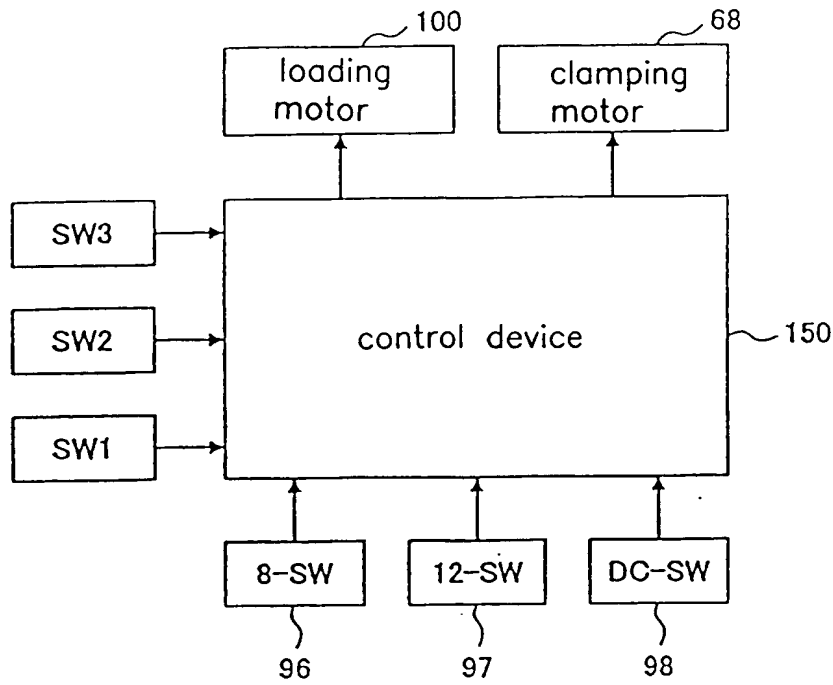 100
68
loading
motor
clamping
motor
SW3
SW2
SW1
control device
150
8-SW
12-SW
DC-SW
96
97
98